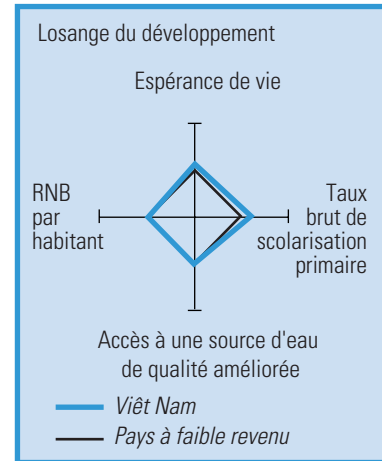 Losange du développement
Espérance de vie
RNB
par
habitant
Taux
brut de
scolarisation
primaire
Accès à une source d'eau
de qualité améliorée
Viêt Nam
Pays à faible revenu